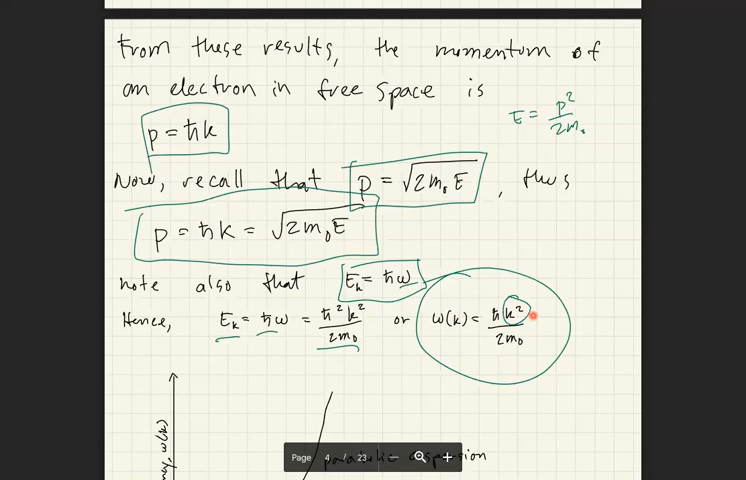 From these results, the momentum of
an electron in free space is
E = p²/2m₀
p = ħk
Now, recall that p = √2m₀E , thus
p = ħk = √2m₀E
note also that Eₖ = ħω
Hence, Eₖ = ħω = ħ²k²/2m₀ or ω(k) = ħk²/2m₀
ω(k)
parabolic dispersion
Page 4 / 23 — +